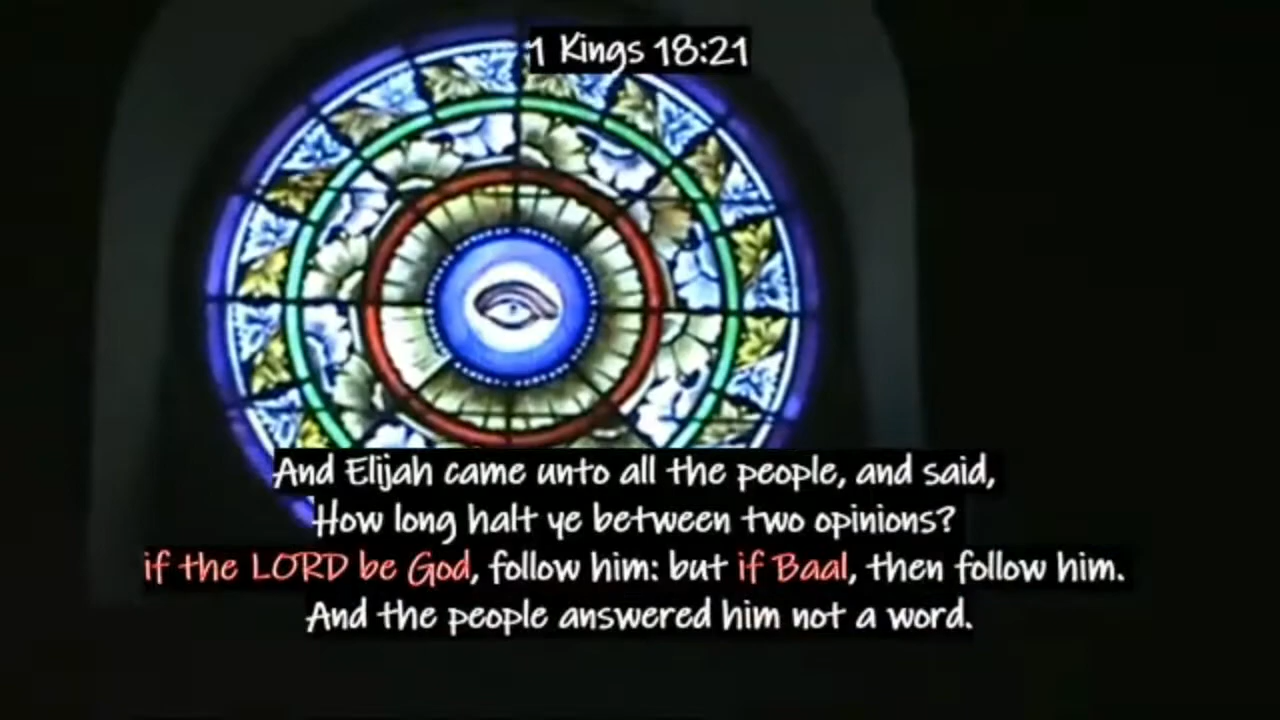 1 Kings 18:21
And Elijah came unto all the people, and said,
How long halt ye between two opinions?
if the LORD be God, follow him: but if Baal, then follow him.
And the people answered him not a word.